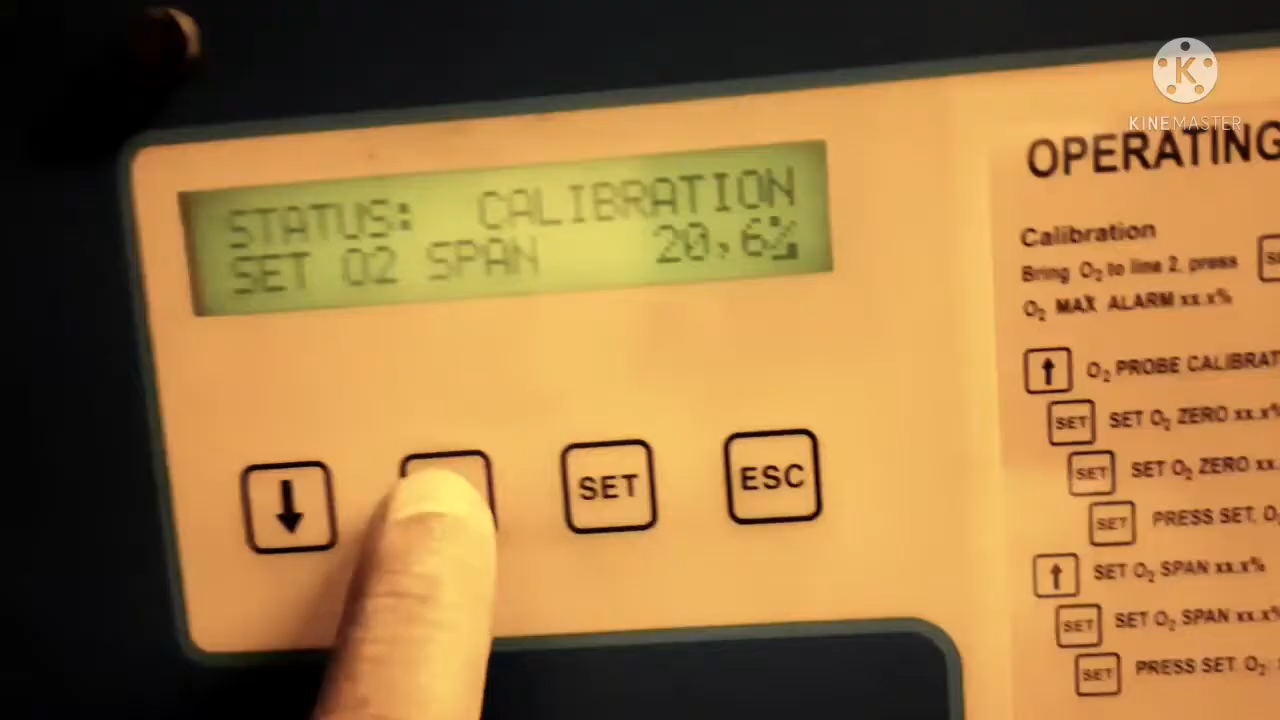 K
KINEMASTER
STATUS: CALIBRATION
SET O2 SPAN 20,6%
↓
SET
ESC
OPERATING
Calibration
Bring O₂ to line 2, press
O₂ MAX ALARM xx.x%
↑ O₂ PROBE CALIBRAT
SET SET O₂ ZERO xx.x%
SET SET O₂ ZERO xx.
SET PRESS SET, O
↑ SET O₂ SPAN xx.x%
SET SET O₂ SPAN xx.x%
SET PRESS SET, O₂